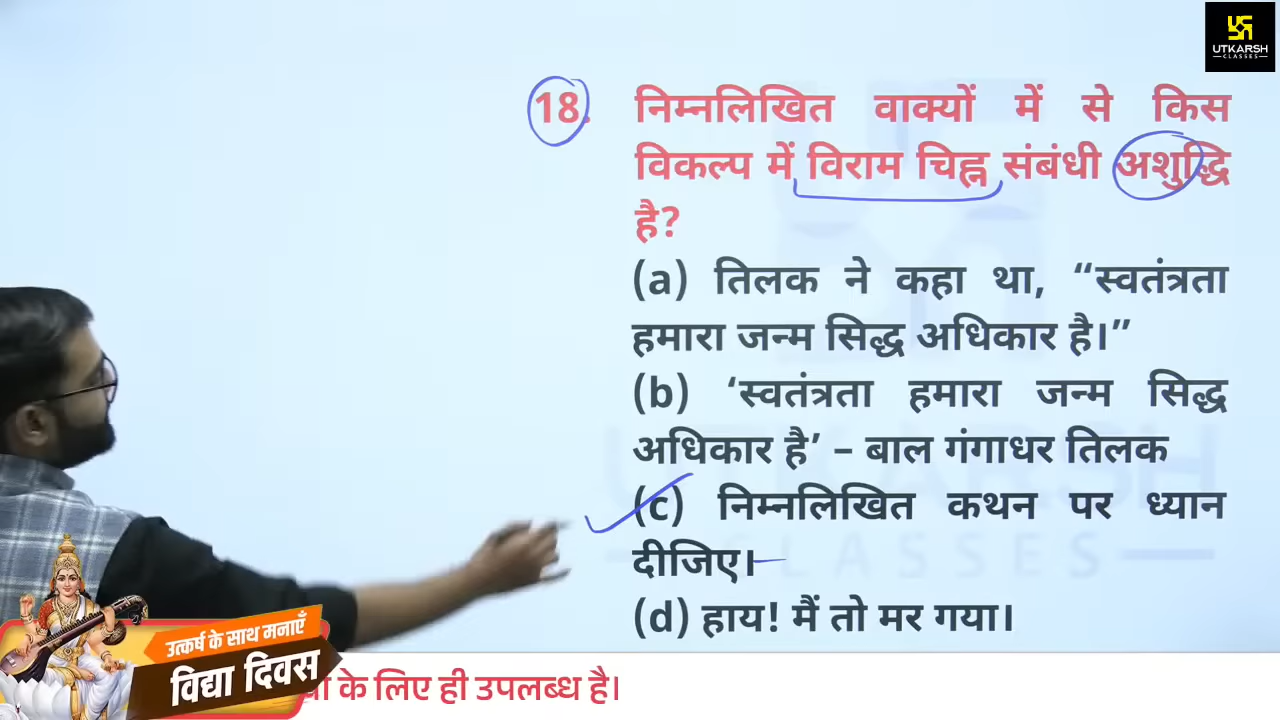 UTKARSH
CLASSES
18. निम्नलिखित वाक्यों में से किस
विकल्प में विराम चिह्न संबंधी अशुद्धि
है?
(a) तिलक ने कहा था, “स्वतंत्रता
हमारा जन्म सिद्ध अधिकार है।”
(b) ‘स्वतंत्रता हमारा जन्म सिद्ध
अधिकार है’ – बाल गंगाधर तिलक
(c) निम्नलिखित कथन पर ध्यान
दीजिए।
(d) हाय! मैं तो मर गया।
उत्कर्ष के साथ मनाएँ
विद्या दिवस
के लिए ही उपलब्ध है।